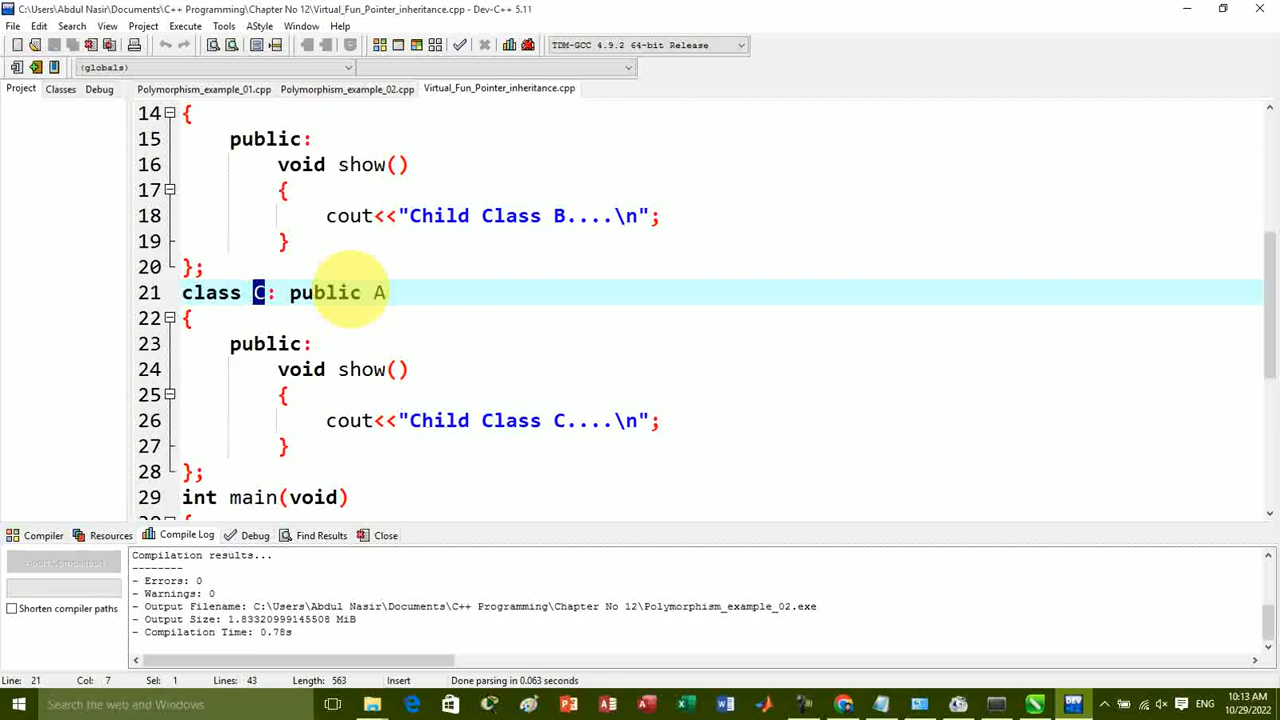 C:\Users\Abdul Nasir\Documents\C++ Programming\Chapter No 12\Virtual_Fun_Pointer_inheritance.cpp - Dev-C++ 5.11
File Edit Search View Project Execute Tools AStyle Window Help
TDM-GCC 4.9.2 64-bit Release
(globals)
Project Classes Debug Polymorphism_example_01.cpp Polymorphism_example_02.cpp Virtual_Fun_Pointer_inheritance.cpp
14 {
15 public:
16 void show()
17 {
18 cout<<"Child Class B....\n";
19 }
20 };
21 class C: public A
22 {
23 public:
24 void show()
25 {
26 cout<<"Child Class C....\n";
27 }
28 };
29 int main(void)
Compiler Resources Compile Log Debug Find Results Close
Abort Compilation
Shorten compiler paths
Compilation results...
--------
- Errors: 0
- Warnings: 0
- Output Filename: C:\Users\Abdul Nasir\Documents\C++ Programming\Chapter No 12\Polymorphism_example_02.exe
- Output Size: 1.83320999145508 MiB
- Compilation Time: 0.78s
Line: 21 Col: 7 Sel: 1 Lines: 43 Length: 563 Insert Done parsing in 0.063 seconds
Search the web and Windows
ENG
10:13 AM
10/29/2022